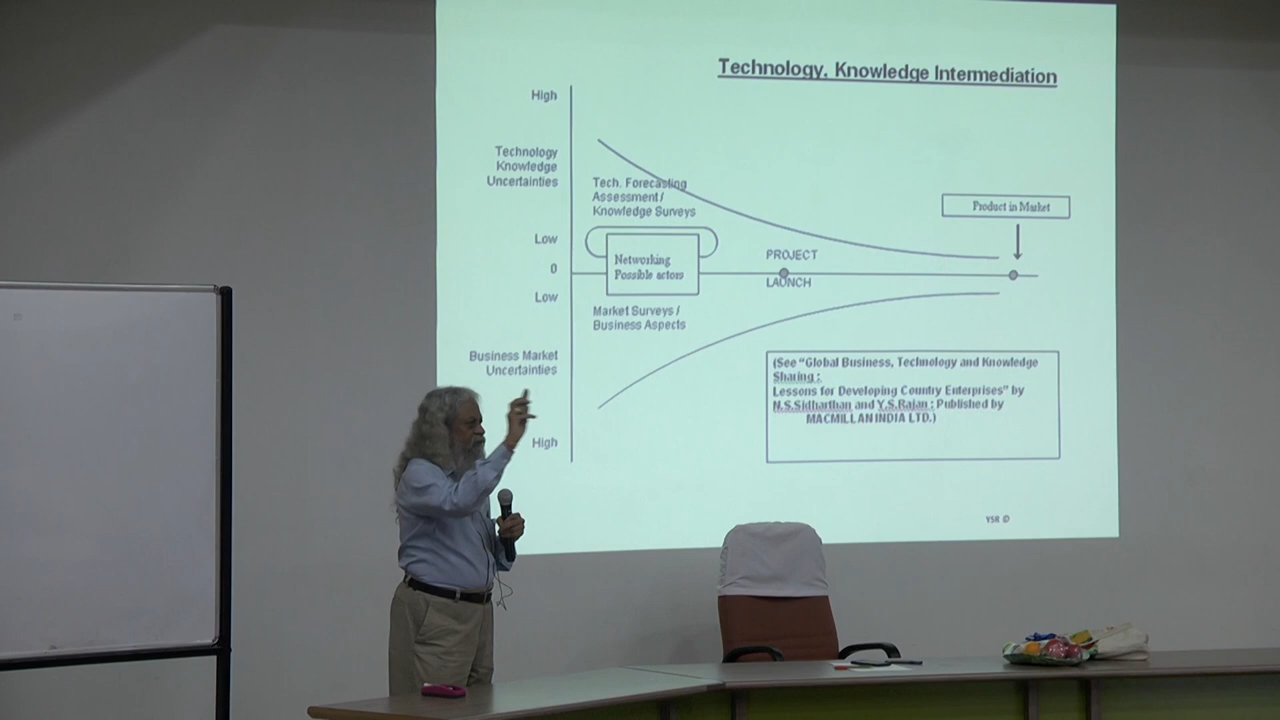 Technology. Knowledge Intermediation
High
Technology
Knowledge
Uncertainties
Tech. Forecasting
Assessment /
Knowledge Surveys
Product in Market
Low
0
Low
Networking
Possible actors
PROJECT
LAUNCH
Market Surveys /
Business Aspects
Business Market
Uncertainties
High
(See “Global Business, Technology and Knowledge
Sharing :
Lessons for Developing Country Enterprises” by
N.S.Sidharthan and Y.S.Rajan : Published by
MACMILLAN INDIA LTD.)
YSR ©